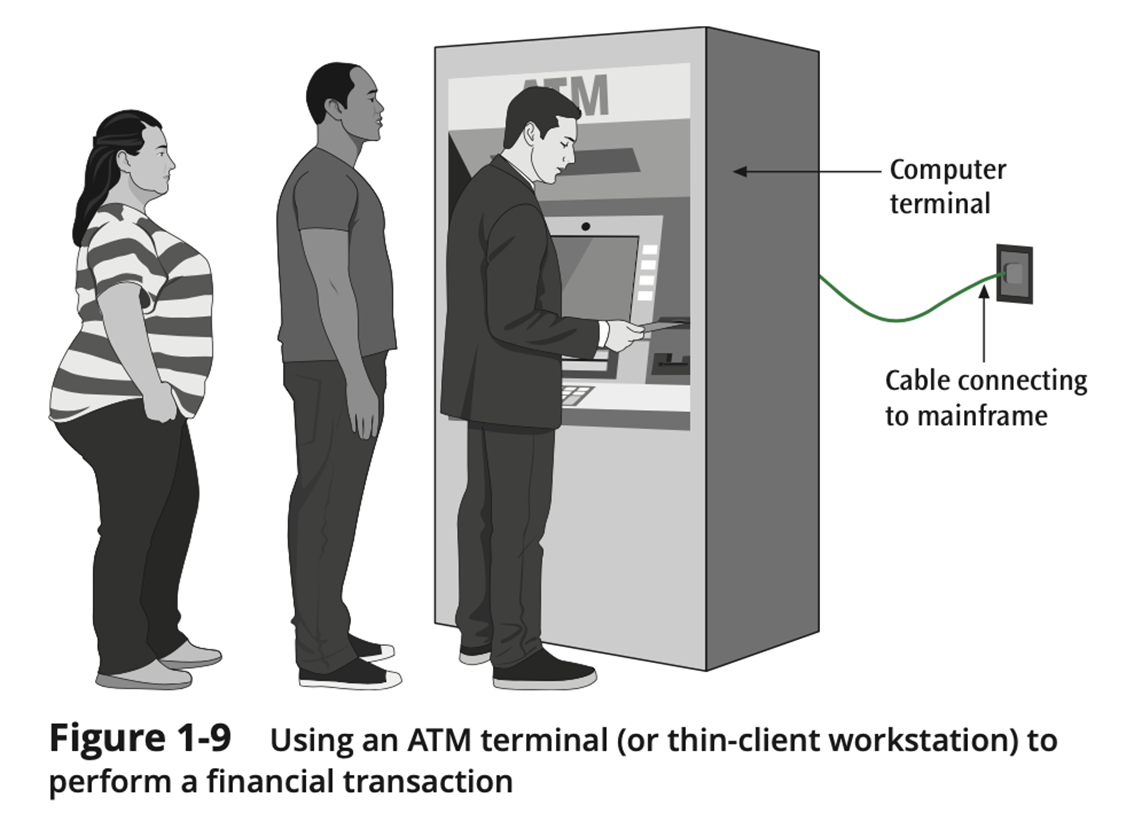 ATM
Computer
terminal
Cable connecting
to mainframe
Figure 1-9 Using an ATM terminal (or thin-client workstation) to
perform a financial transaction